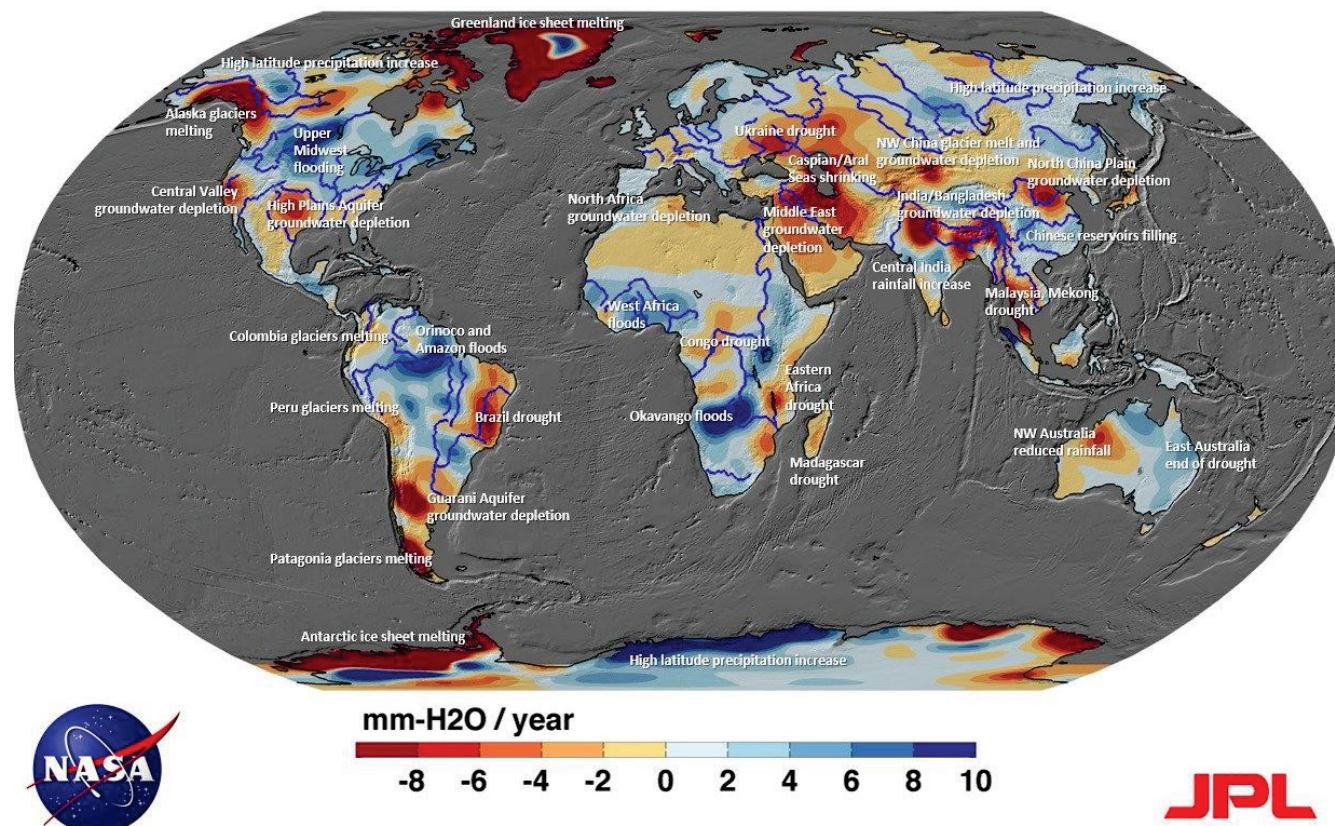 Greenland ice sheet melting
High latitude precipitation increase
High latitude precipitation increase
Alaska glaciers
melting
Upper
Midwest
flooding
Ukraine drought
NW China glacier melt and
groundwater depletion
Caspian/Aral
Seas shrinking
North China Plain
groundwater depletion
Central Valley
groundwater depletion
High Plains Aquifer
groundwater depletion
North Africa
groundwater depletion
Middle East
groundwater
depletion
India/Bangladesh
groundwater depletion
Chinese reservoirs filling
Central India
rainfall increase
Malaysia, Mekong
drought
West Africa
floods
Colombia glaciers melting
Orinoco and
Amazon floods
Congo drought
Eastern
Africa
drought
Peru glaciers melting
Brazil drought
Okavango floods
NW Australia
reduced rainfall
East Australia
end of drought
Madagascar
drought
Guarani Aquifer
groundwater depletion
Patagonia glaciers melting
Antarctic ice sheet melting
High latitude precipitation increase
mm-H2O / year
-8 -6 -4 -2 0 2 4 6 8 10
NASA
JPL